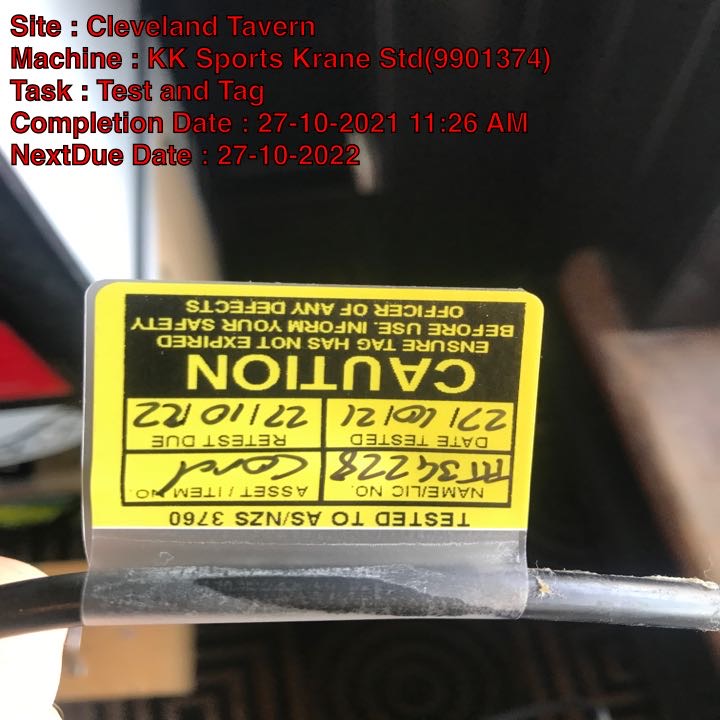 Site : Cleveland Tavern
Machine : KK Sports Krane Std(9901374)
Task : Test and Tag
Completion Date : 27-10-2021 11:26 AM
NextDue Date : 27-10-2022
TESTED TO AS/NZS 3760
NAME/LIC NO. ASSET / ITEM NO.
AT34228 Cord
DATE TESTED RETEST DUE
27/10/21 27/10/22
CAUTION
ENSURE TAG HAS NOT EXPIRED
BEFORE USE. INFORM YOUR SAFETY
OFFICER OF ANY DEFECTS